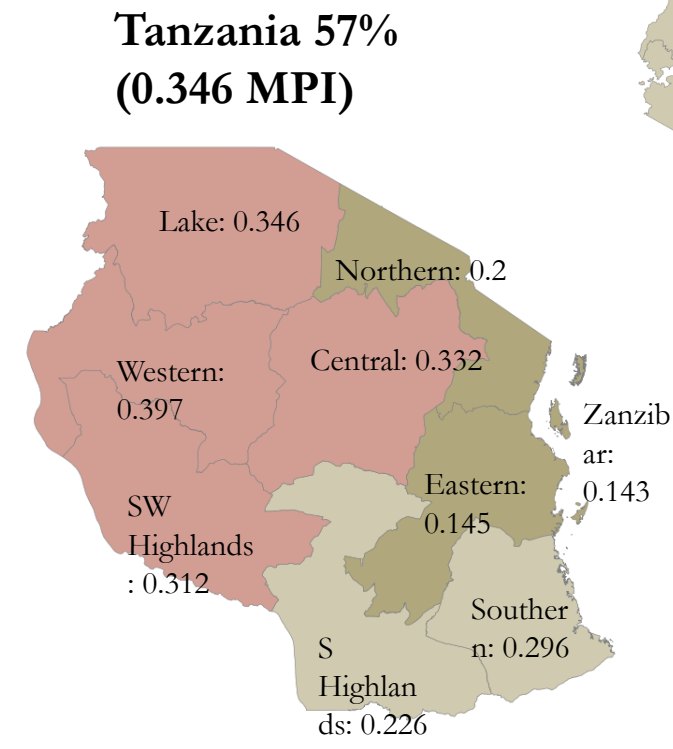 Tanzania 57%
(0.346 MPI)
Lake: 0.346
Northern: 0.2
Central: 0.332
Western:
0.397
Zanzib
ar:
0.143
Eastern:
0.145
SW
Highlands
: 0.312
Souther
n: 0.296
S
Highlan
ds: 0.226